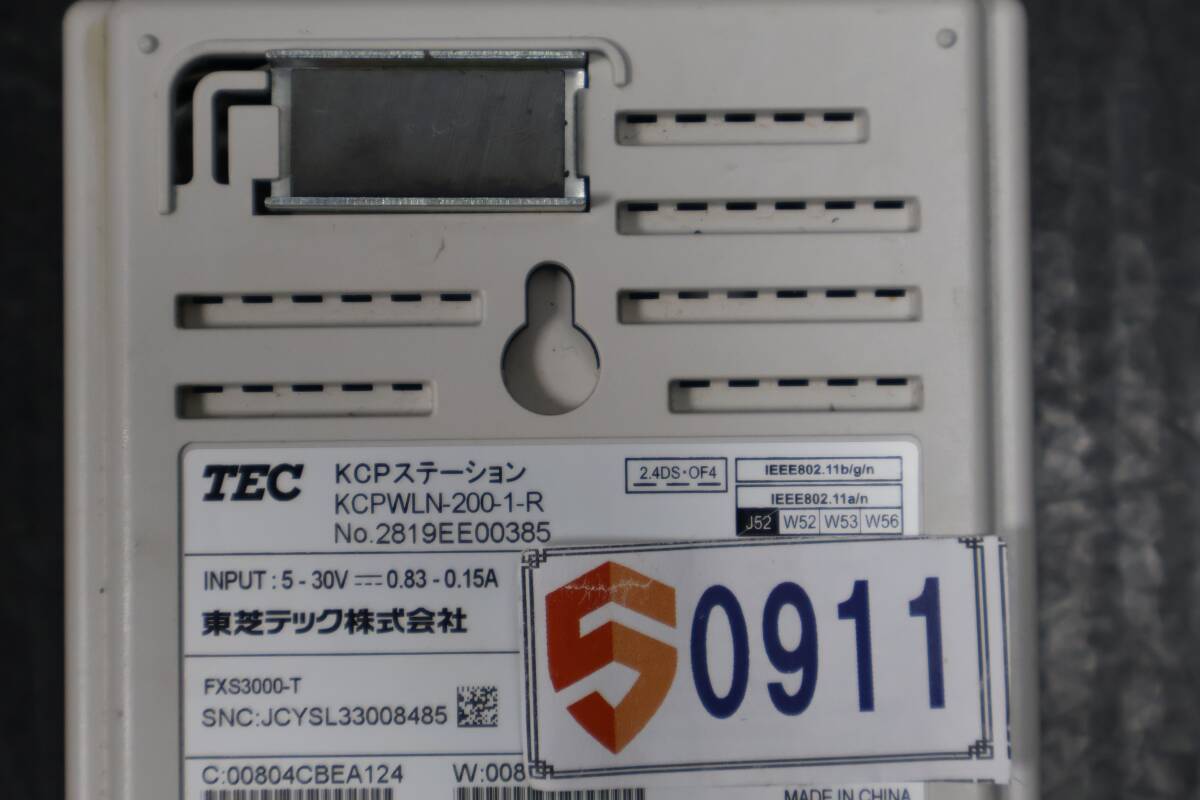 TEC
KCPステーション
KCPWLN-200-1-R
No.2819EE00385
2.4DS・OF4
IEEE802.11b/g/n
IEEE802.11a/n
J52 W52 W53 W56
INPUT : 5 - 30V ⎓ 0.83 - 0.15A
東芝テック株式会社
FXS3000-T
SNC:JCYSL33008485
S 0911
C:00804CBEA124
W:008
MADE IN CHINA